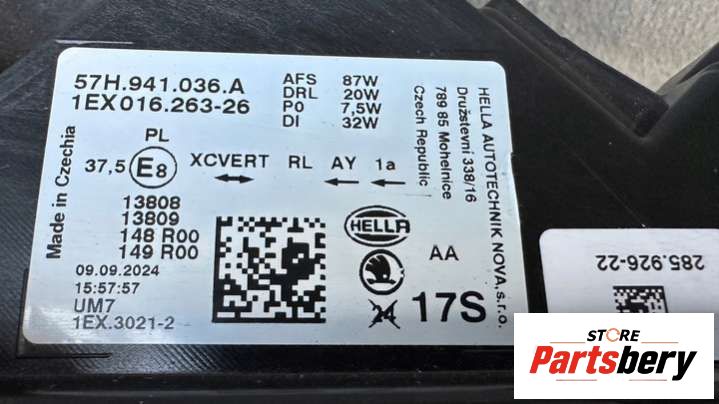 57H.941.036.A
1EX 016.263-26
AFS 87W
DRL 20W
PO 7,5W
DI 32W
PL
37,5 E8 XCVERT RL AY 1a
Made in Czechia
13808
13809
148 R00
149 R00
09.09.2024
15:57:57
UM7
1EX.3021-2
HELLA
AA
24 17S
HELLA AUTOTECHNIK NOVA, s.r.o.
Družstevní 338/16
789 85 Mohelnice
Czech Republic
285.926-22
STORE
Partsbery